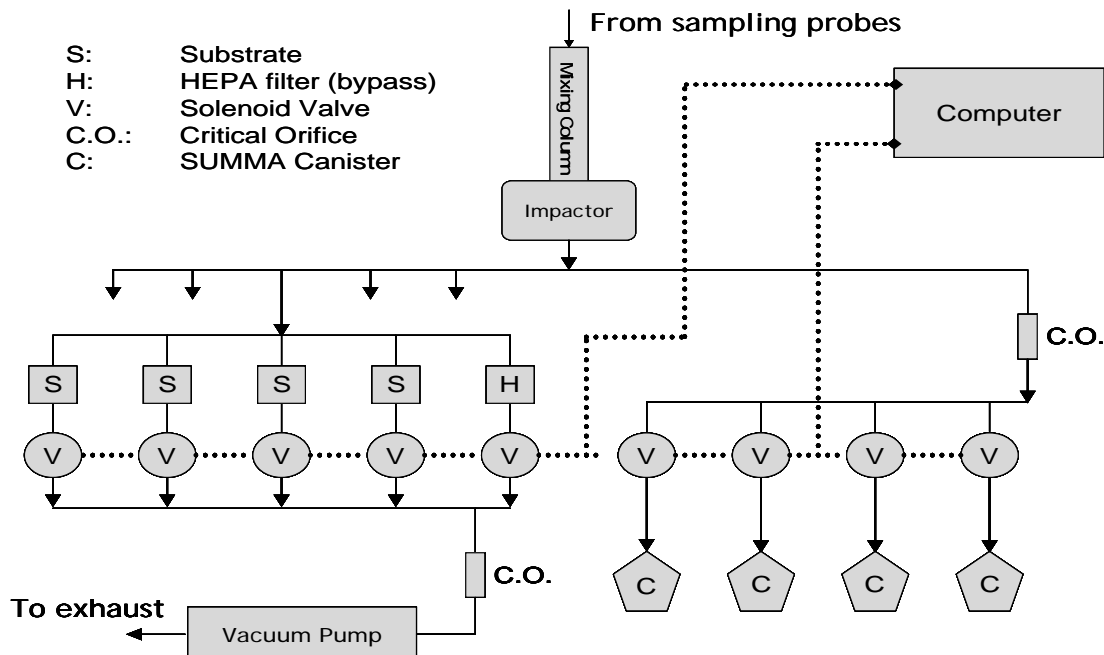 From sampling probes
S: Substrate
H: HEPA filter (bypass)
V: Solenoid Valve
C.O.: Critical Orifice
C: SUMMA Canister
Mixing Column
Computer
Impactor
C.O.
S S S S H
V V V V V V V V V
C.O.
C C C C
To exhaust
Vacuum Pump